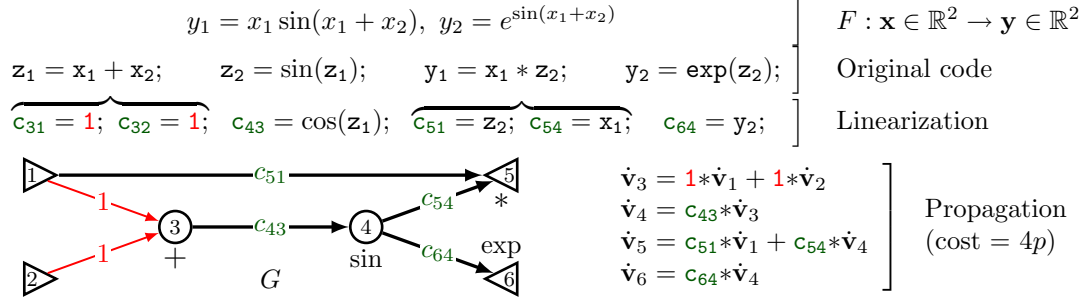 y₁ = x₁ sin(x₁ + x₂), y₂ = e^{sin(x₁+x₂)} F : 𝐱 ∈ ℝ² → 𝐲 ∈ ℝ²
z₁ = x₁ + x₂; z₂ = sin(z₁); y₁ = x₁ * z₂; y₂ = exp(z₂); Original code
c₃₁ = 1; c₃₂ = 1; c₄₃ = cos(z₁); c₅₁ = z₂; c₅₄ = x₁; c₆₄ = y₂; Linearization
1 c₅₁ 5
1 c₅₄ *
3 c₄₃ 4
+ sin
1 c₆₄ exp
2 G 6
v̇₃ = 1*v̇₁ + 1*v̇₂
v̇₄ = c₄₃*v̇₃
v̇₅ = c₅₁*v̇₁ + c₅₄*v̇₄
v̇₆ = c₆₄*v̇₄
Propagation
(cost = 4p)